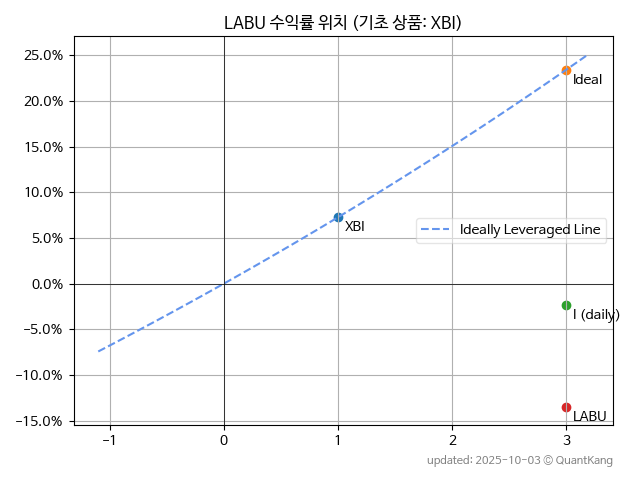 LABU 수익률 위치 (기초 상품: XBI)
25.0%
20.0%
15.0%
10.0%
5.0%
0.0%
−5.0%
−10.0%
−15.0%
Ideal
XBI
Ideally Leveraged Line
I (daily)
LABU
−1
0
1
2
3
updated: 2025-10-03 © QuantKang